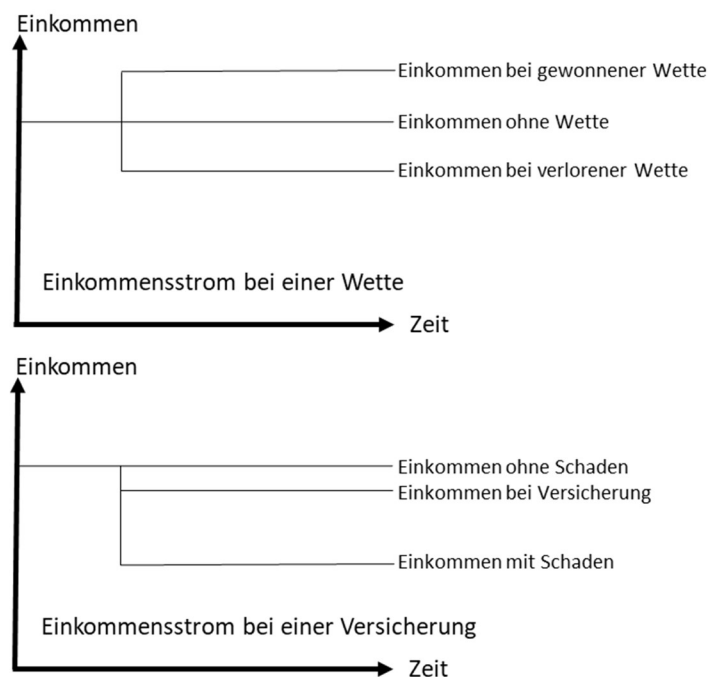 Einkommen
Einkommen bei gewonnener Wette
Einkommen ohne Wette
Einkommen bei verlorener Wette
Einkommensstrom bei einer Wette
Zeit
Einkommen
Einkommen ohne Schaden
Einkommen bei Versicherung
Einkommen mit Schaden
Einkommensstrom bei einer Versicherung
Zeit